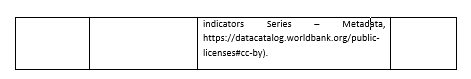 indicators Series – Metadata,
https://datacatalog.worldbank.org/public-
licenses#cc-by).